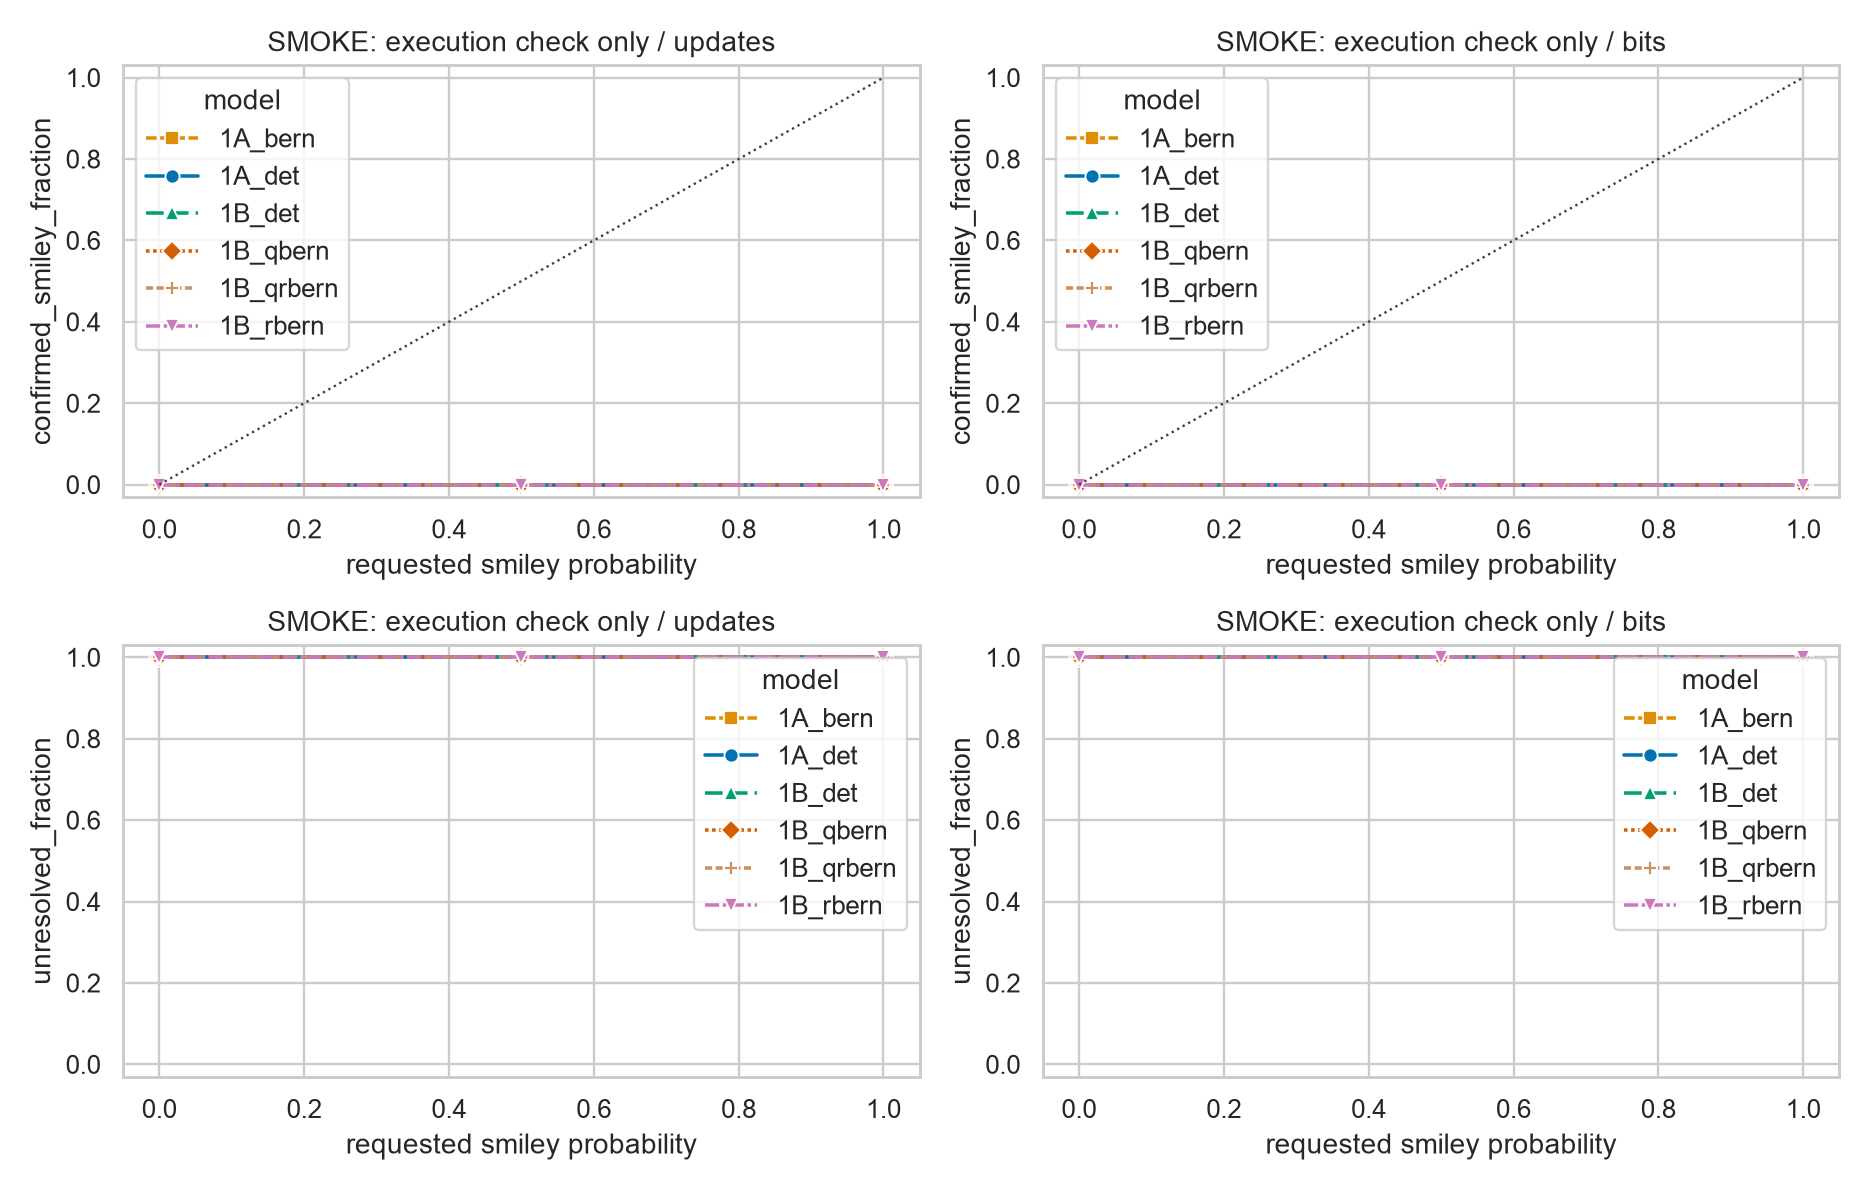 SMOKE: execution check only / updates
confirmed_smiley_fraction
1.0
0.8
0.6
0.4
0.2
0.0
model
1A_bern
1A_det
1B_det
1B_qbern
1B_qrbern
1B_rbern
0.0 0.2 0.4 0.6 0.8 1.0
requested smiley probability
SMOKE: execution check only / bits
confirmed_smiley_fraction
1.0
0.8
0.6
0.4
0.2
0.0
model
1A_bern
1A_det
1B_det
1B_qbern
1B_qrbern
1B_rbern
0.0 0.2 0.4 0.6 0.8 1.0
requested smiley probability
SMOKE: execution check only / updates
unresolved_fraction
1.0
0.8
0.6
0.4
0.2
0.0
model
1A_bern
1A_det
1B_det
1B_qbern
1B_qrbern
1B_rbern
0.0 0.2 0.4 0.6 0.8 1.0
requested smiley probability
SMOKE: execution check only / bits
unresolved_fraction
1.0
0.8
0.6
0.4
0.2
0.0
model
1A_bern
1A_det
1B_det
1B_qbern
1B_qrbern
1B_rbern
0.0 0.2 0.4 0.6 0.8 1.0
requested smiley probability